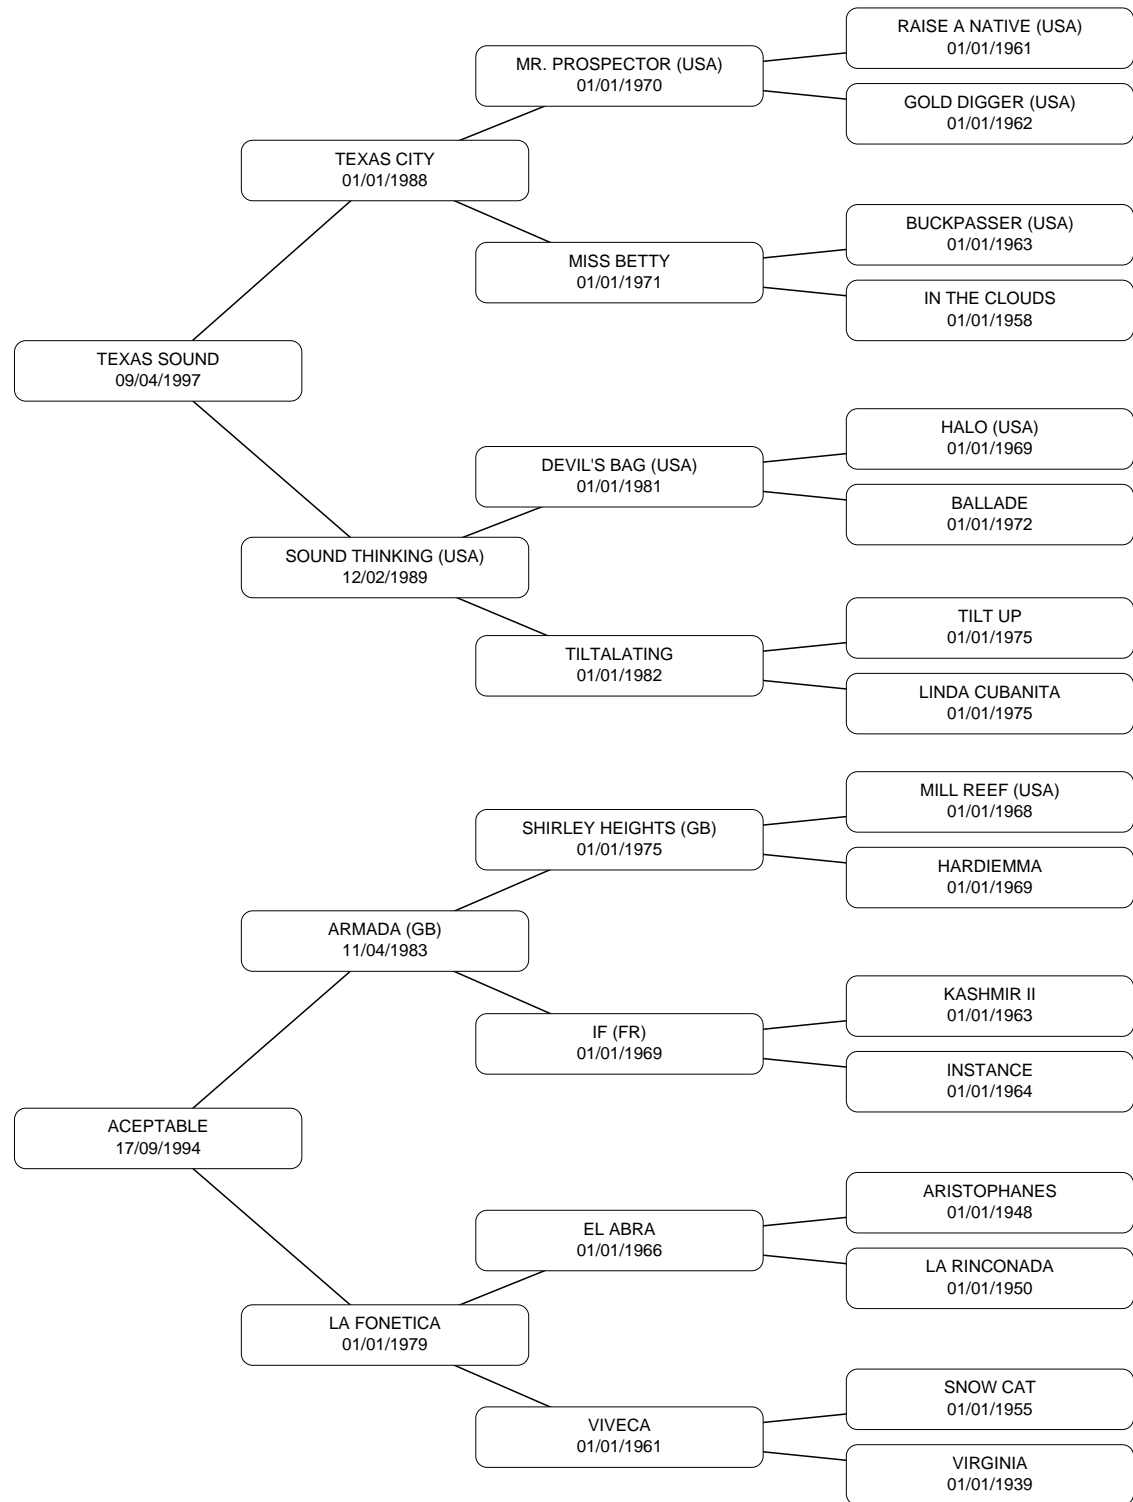 RAISE A NATIVE (USA)
01/01/1961
MR. PROSPECTOR (USA)
01/01/1970
GOLD DIGGER (USA)
01/01/1962
TEXAS CITY
01/01/1988
BUCKPASSER (USA)
01/01/1963
MISS BETTY
01/01/1971
IN THE CLOUDS
01/01/1958
TEXAS SOUND
09/04/1997
HALO (USA)
01/01/1969
DEVIL'S BAG (USA)
01/01/1981
BALLADE
01/01/1972
SOUND THINKING (USA)
12/02/1989
TILT UP
01/01/1975
TILTALATING
01/01/1982
LINDA CUBANITA
01/01/1975
MILL REEF (USA)
01/01/1968
SHIRLEY HEIGHTS (GB)
01/01/1975
HARDIEMMA
01/01/1969
ARMADA (GB)
11/04/1983
KASHMIR II
01/01/1963
IF (FR)
01/01/1969
INSTANCE
01/01/1964
ACEPTABLE
17/09/1994
ARISTOPHANES
01/01/1948
EL ABRA
01/01/1966
LA RINCONADA
01/01/1950
LA FONETICA
01/01/1979
SNOW CAT
01/01/1955
VIVECA
01/01/1961
VIRGINIA
01/01/1939